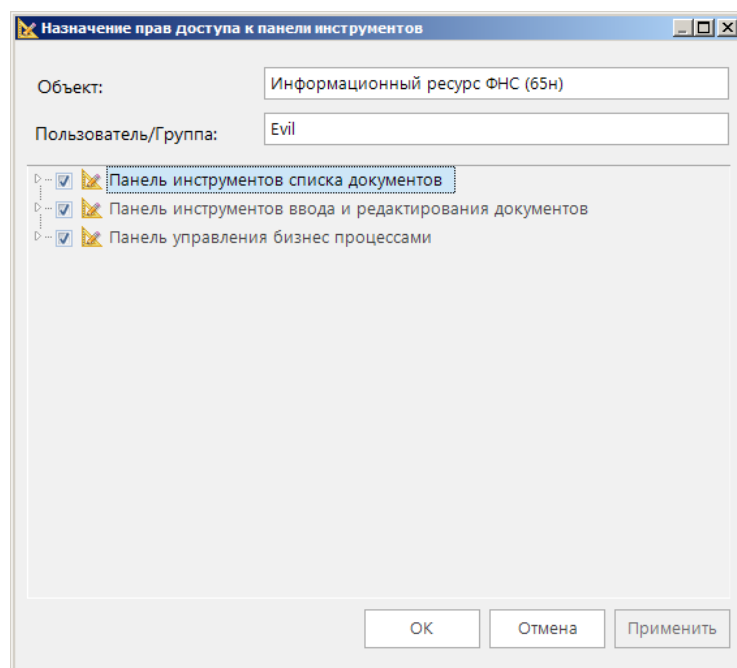 Назначение прав доступа к панели инструментов
Объект: Информационный ресурс ФНС (65н)
Пользователь/Группа: Evil
Панель инструментов списка документов
Панель инструментов ввода и редактирования документов
Панель управления бизнес процессами
ОК Отмена Применить